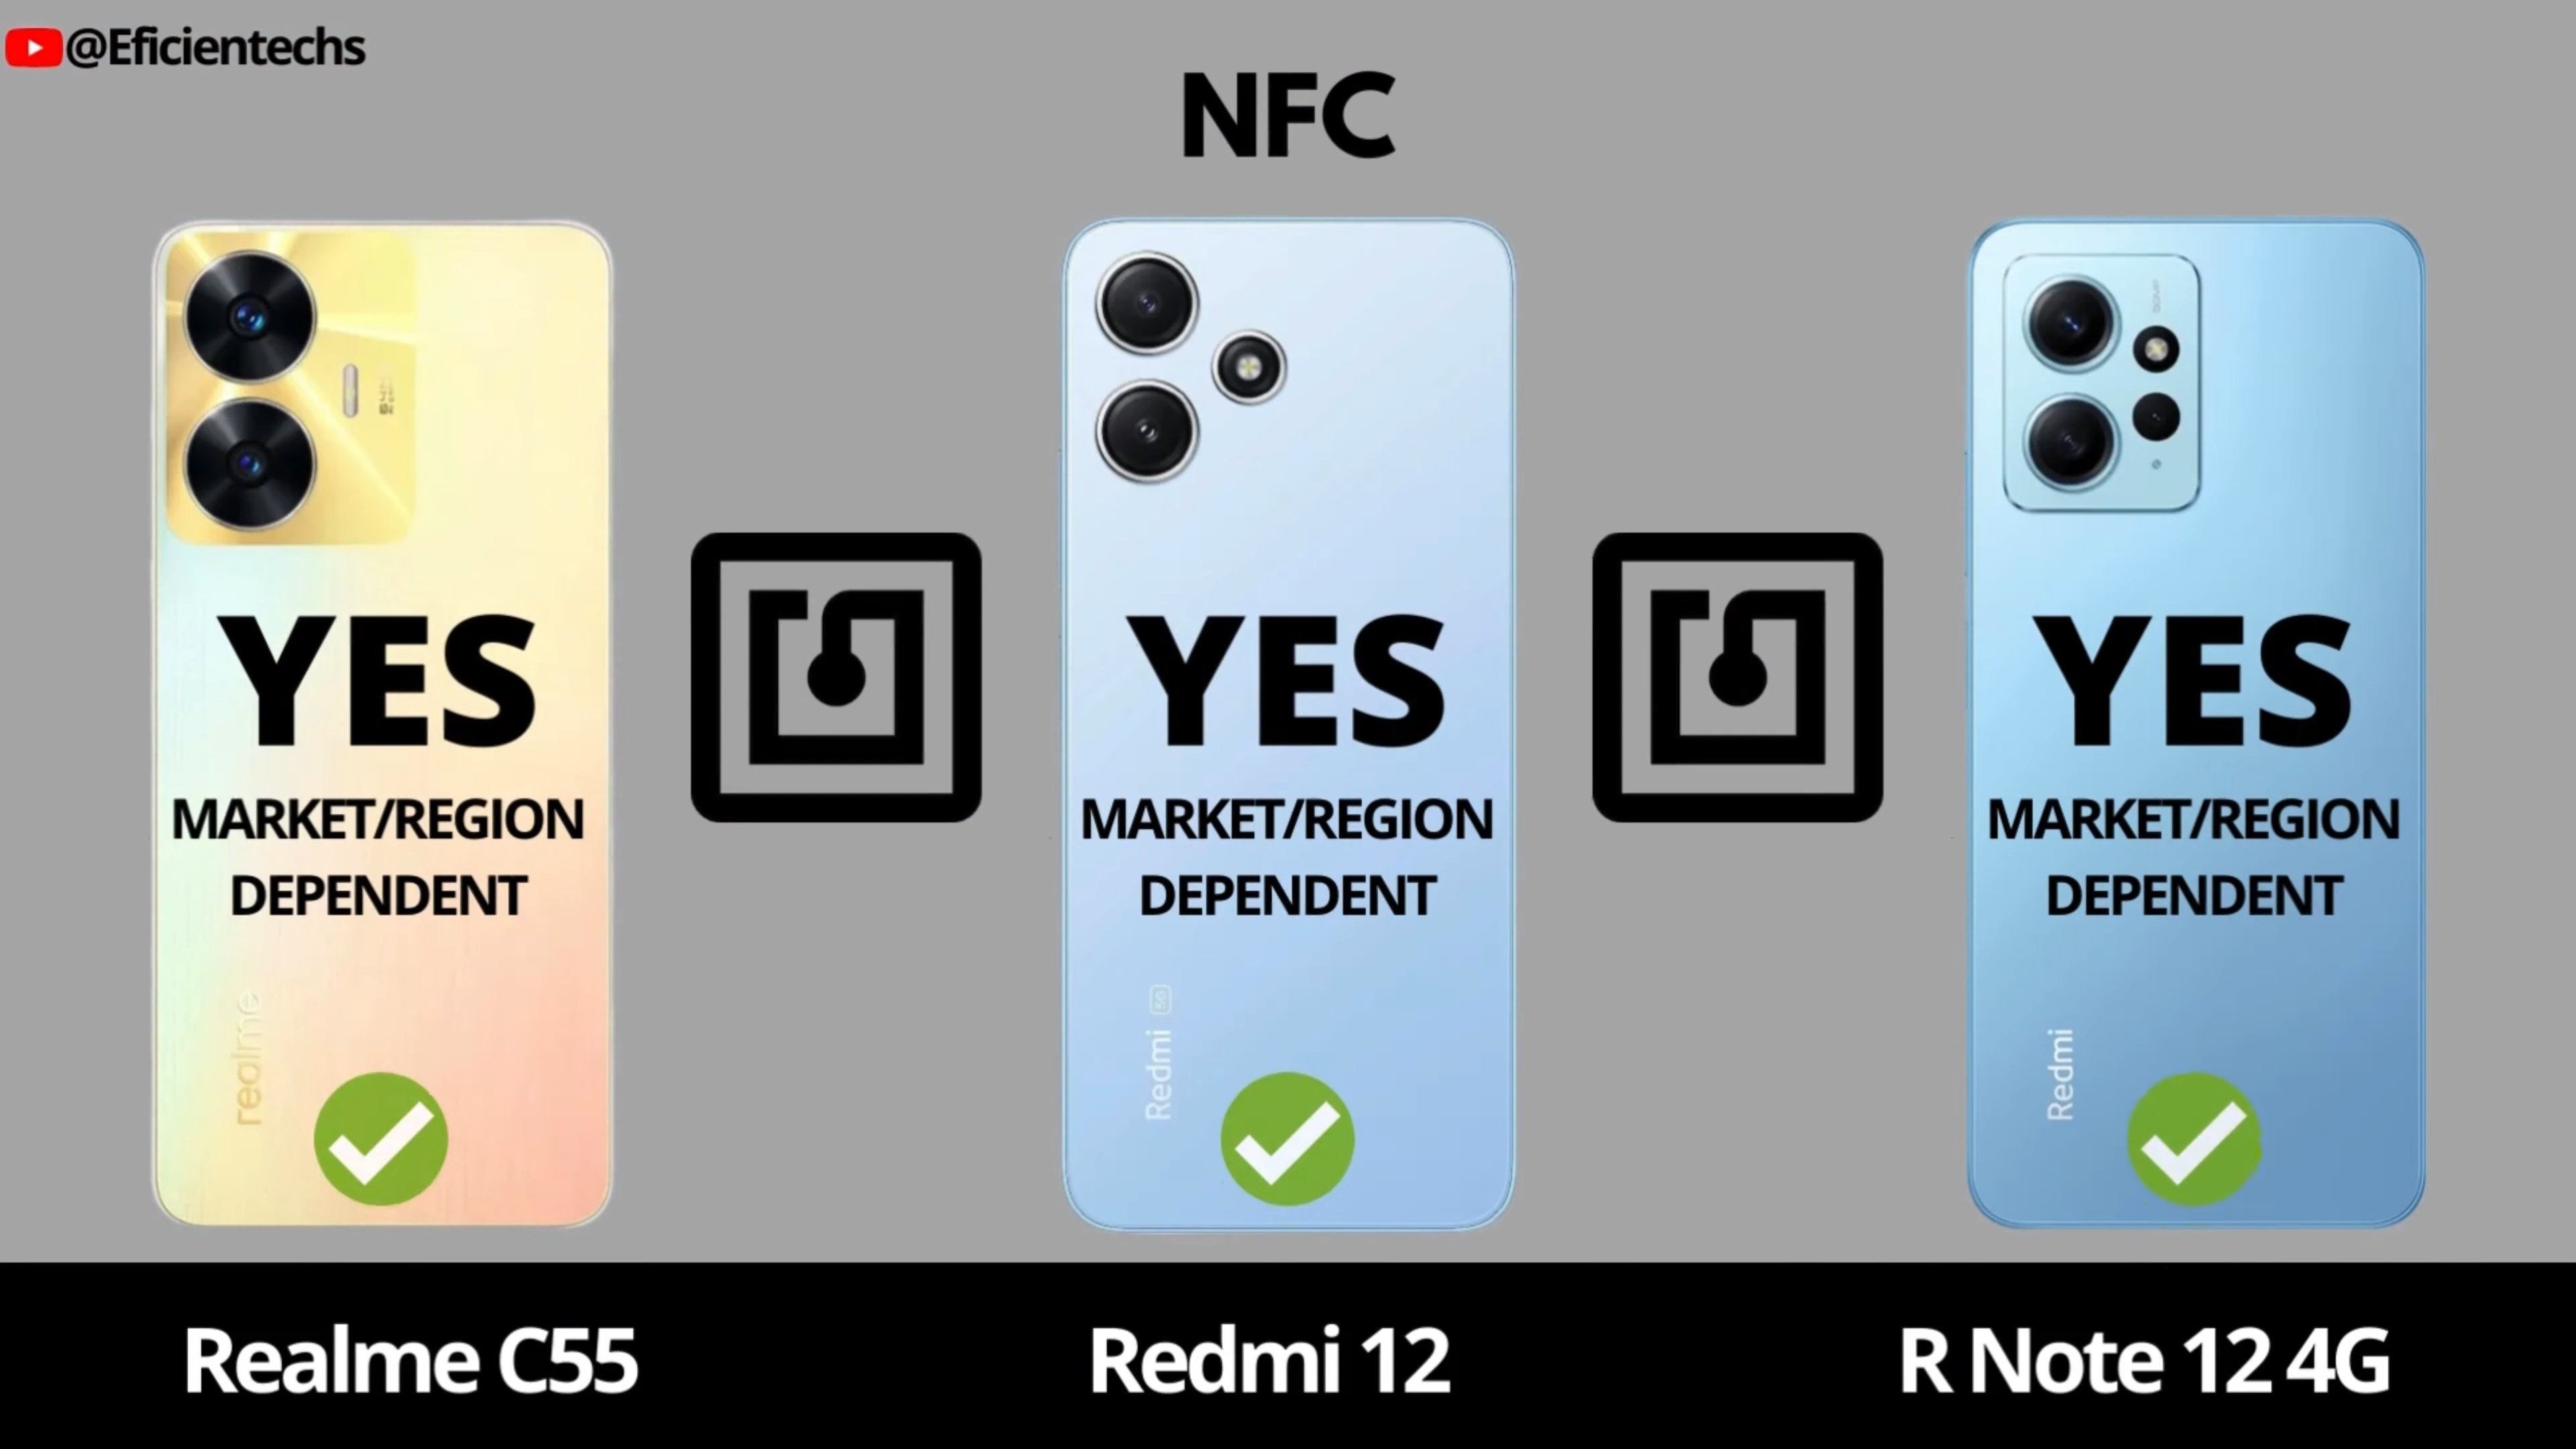 @Eficientechs
NFC
YES
MARKET/REGION
DEPENDENT
realme
YES
MARKET/REGION
DEPENDENT
Redmi 5G
YES
MARKET/REGION
DEPENDENT
Redmi
Realme C55
Redmi 12
R Note 12 4G